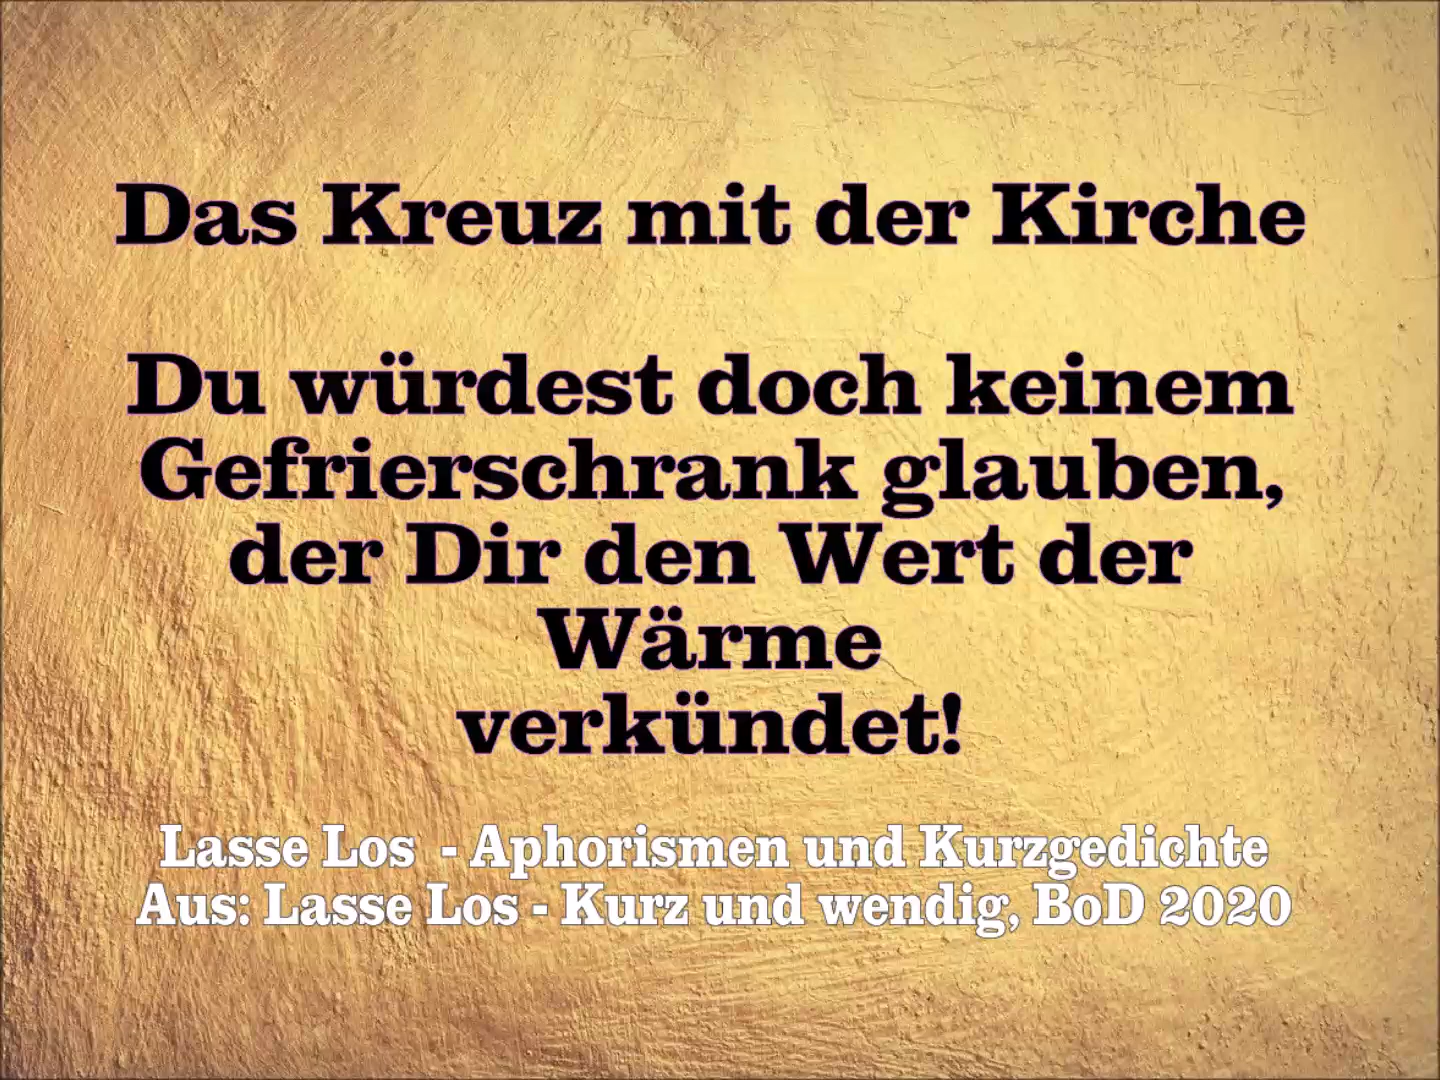 Das Kreuz mit der Kirche
Du würdest doch keinem
Gefrierschrank glauben,
der Dir den Wert der
Wärme
verkündet!
Lasse Los  - Aphorismen und Kurzgedichte
Aus: Lasse Los - Kurz und wendig, BoD 2020